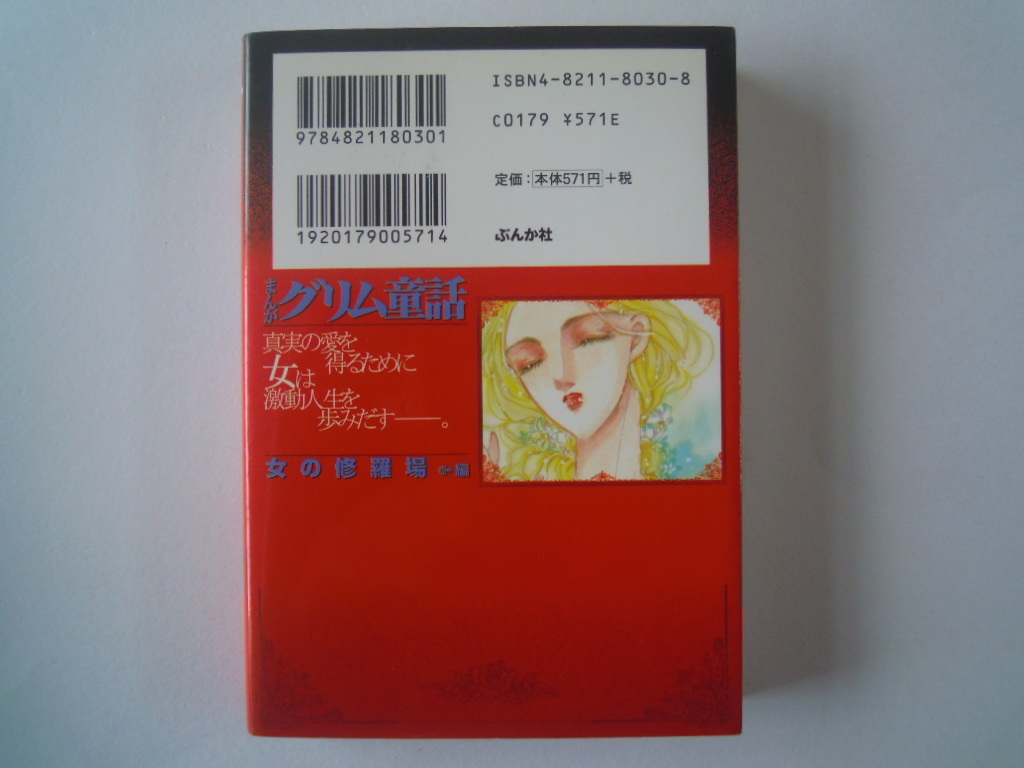 ISBN4-8211-8030-8
9784821180301
C0179 ¥571E
定価:本体571円+税
1920179005714
ぶんか社
まんがグリム童話
真実の愛を
得るために
女は
激動人生を
歩みだす――。
女の修羅場編